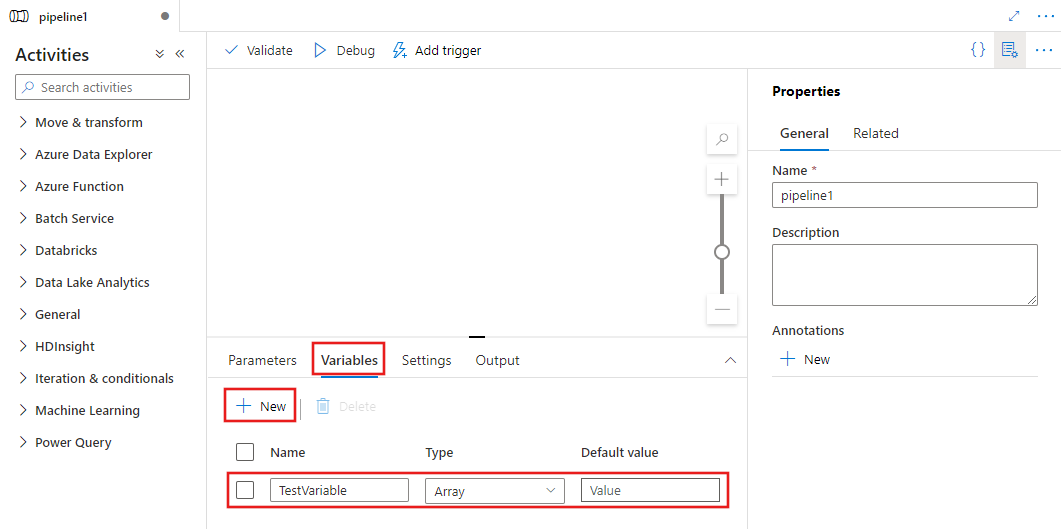 pipeline1
Activities
Search activities
Move & transform
Azure Data Explorer
Azure Function
Batch Service
Databricks
Data Lake Analytics
General
HDInsight
Iteration & conditionals
Machine Learning
Power Query
Validate Debug Add trigger
Parameters Variables Settings Output
New Delete
Name Type Default value
TestVariable Array Value
Properties
General Related
Name *
pipeline1
Description
Annotations
New